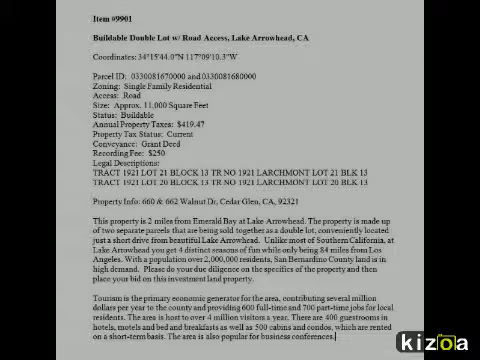 Item #9901
Buildable Double Lot w/ Road Access, Lake Arrowhead, CA
Coordinates: 34°15'44.0"N 117°09'10.3"W
Parcel ID: 0330081670000 and 0330081680000
Zoning: Single Family Residential
Access: Road
Size: Approx. 11,000 Square Feet
Status: Buildable
Annual Property Taxes: $419.47
Property Tax Status: Current
Conveyance: Grant Deed
Recording Fee: $250
Legal Descriptions:
TRACT 1921 LOT 21 BLOCK 13 TR NO 1921 LARCHMONT LOT 21 BLK 13
TRACT 1921 LOT 20 BLOCK 13 TR NO 1921 LARCHMONT LOT 20 BLK 13
Property Info: 660 & 662 Walnut Dr, Cedar Glen, CA, 92321
This property is 2 miles from Emerald Bay at Lake Arrowhead. The property is made up
of two separate parcels that are being sold together as a double lot, conveniently located
just a short drive from beautiful Lake Arrowhead. Unlike most of Southern California, at
Lake Arrowhead you get 4 distinct seasons of fun while only being 84 miles from Los
Angeles. With a population over 2,000,000 residents, San Bernardino County land is in
high demand. Please do your due diligence on the specifics of the property and then
place your bid on this investment land property.
Tourism is the primary economic generator for the area, contributing several million
dollars per year to the county and providing 600 full-time and 700 part-time jobs for local
residents. The area is host to over 4 million visitors a year. There are 400 guestrooms in
hotels, motels and bed and breakfasts as well as 500 cabins and condos, which are rented
on a short-term basis. The area is also popular for business conferences.
kizoa